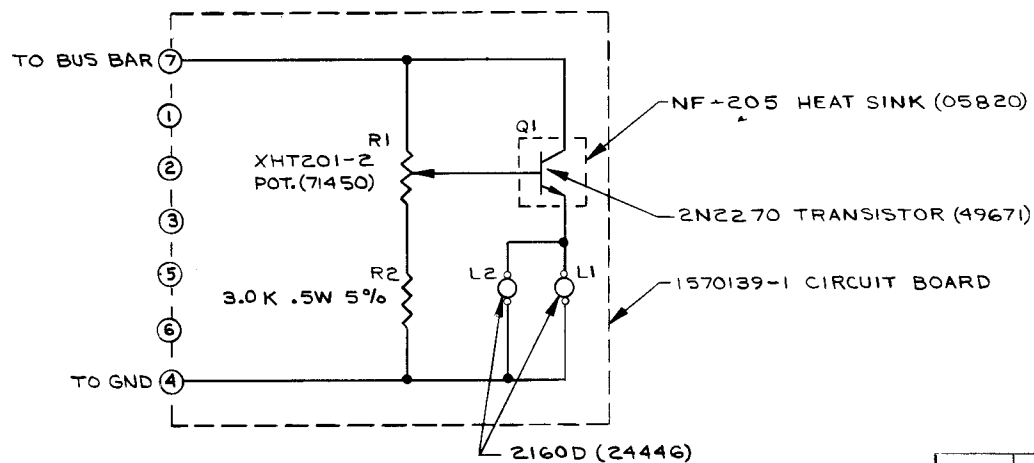 TO BUS BAR 7
1
2
3
5
6
TO GND 4
R1
XHT201-2
POT. (71450)
R2
3.0K .5W 5%
Q1
L2
L1
NF-205 HEAT SINK (05820)
2N2270 TRANSISTOR (49671)
1570139-1 CIRCUIT BOARD
2160D (24446)